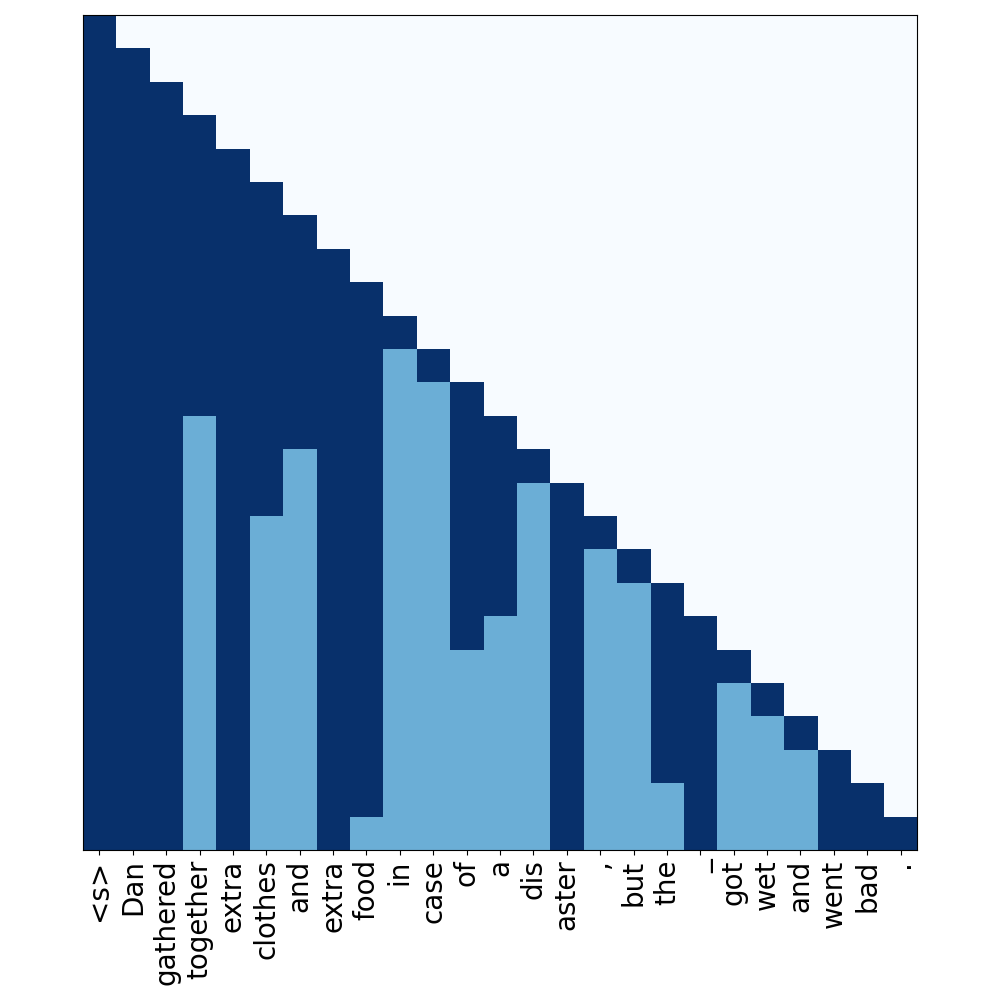 <s> Dan gathered together extra clothes and extra food in case of a dis aster , but the _ got wet and went bad .